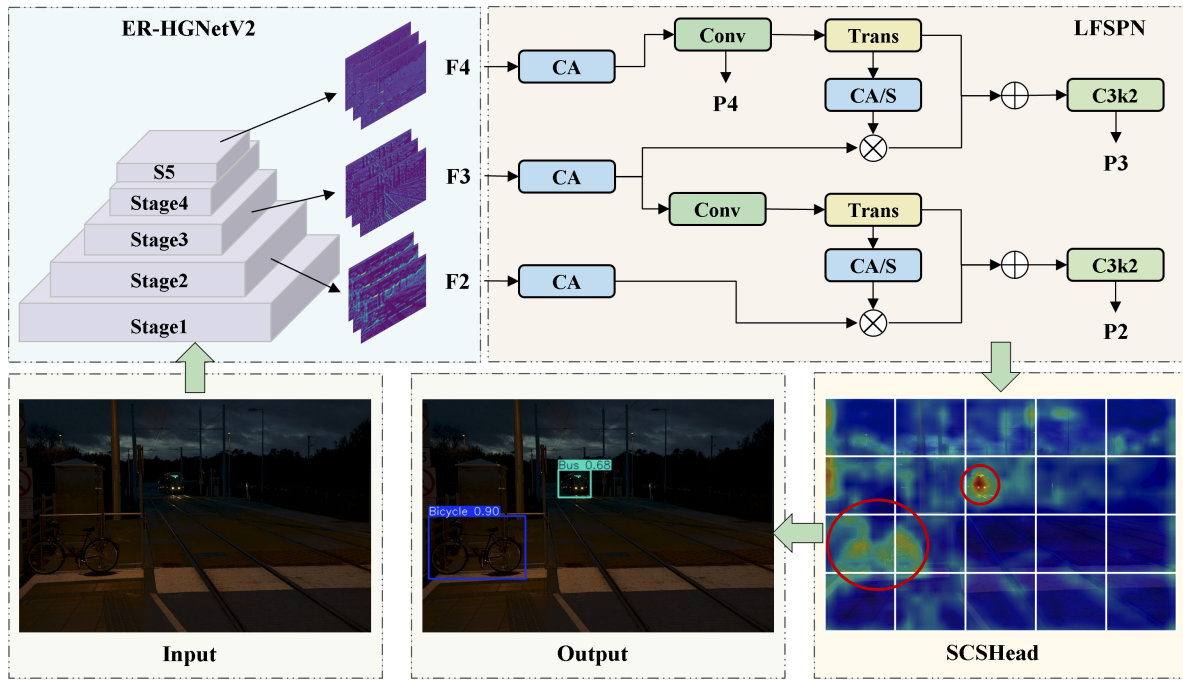 ER-HGNetV2
S5
Stage4
Stage3
Stage2
Stage1
F4
F3
F2
LFSPN
CA
Conv
Trans
P4
CA/S
C3k2
P3
CA
Conv
Trans
CA/S
C3k2
CA
P2
Input
Bus 0.68
Bicycle 0.90
Output
SCSHead